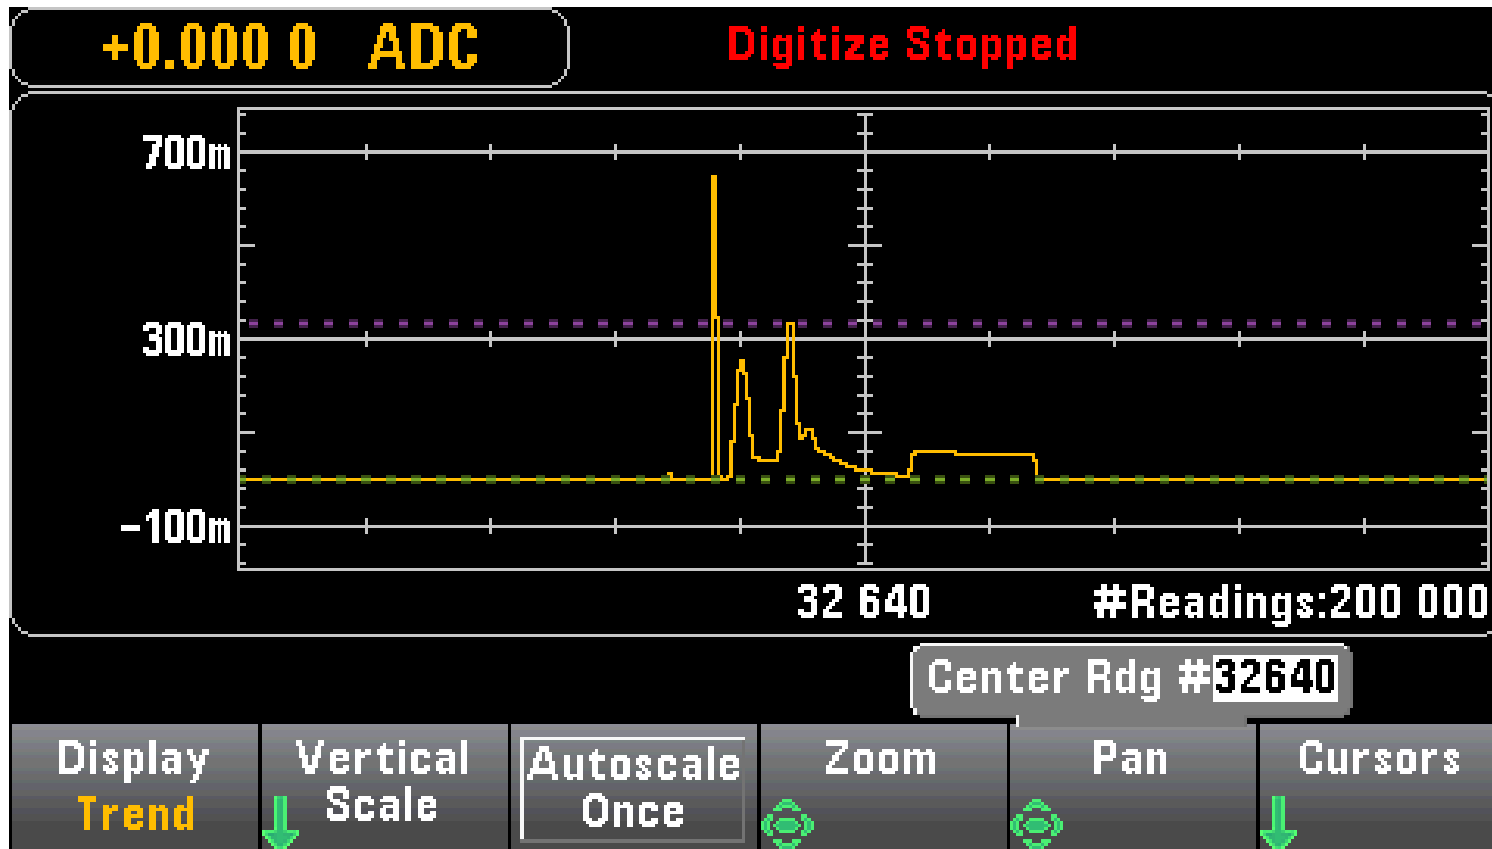 +0.000 0 ADC
Digitize Stopped
700m
300m
-100m
32 640
#Readings:200 000
Center Rdg #32640
Display
Trend
Vertical
Scale
Autoscale
Once
Zoom
Pan
Cursors